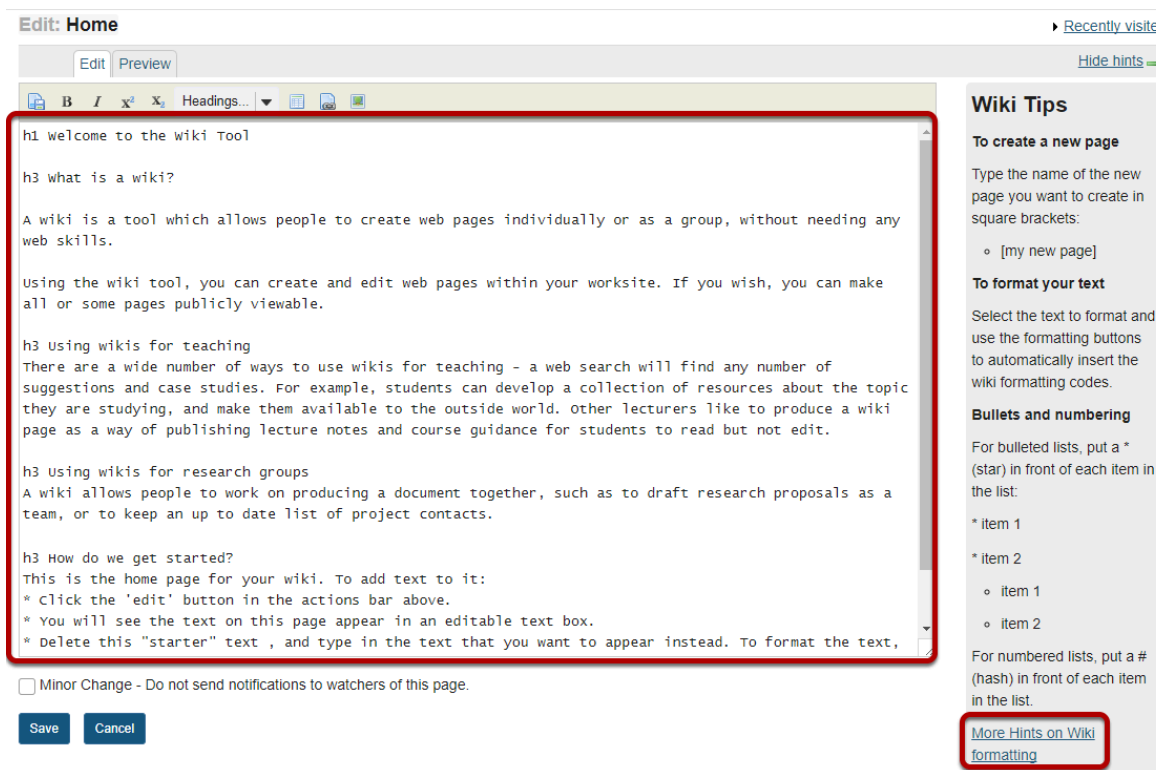 Edit: Home
Recently visite
Edit Preview
Hide hints
B I x² X₂ Headings...
h1 Welcome to the Wiki Tool
h3 What is a wiki?
A wiki is a tool which allows people to create web pages individually or as a group, without needing any
web skills.
Using the wiki tool, you can create and edit web pages within your worksite. If you wish, you can make
all or some pages publicly viewable.
h3 Using wikis for teaching
There are a wide number of ways to use wikis for teaching - a web search will find any number of
suggestions and case studies. For example, students can develop a collection of resources about the topic
they are studying, and make them available to the outside world. Other lecturers like to produce a wiki
page as a way of publishing lecture notes and course guidance for students to read but not edit.
h3 Using wikis for research groups
A wiki allows people to work on producing a document together, such as to draft research proposals as a
team, or to keep an up to date list of project contacts.
h3 How do we get started?
This is the home page for your wiki. To add text to it:
* Click the 'edit' button in the actions bar above.
* You will see the text on this page appear in an editable text box.
* Delete this "starter" text , and type in the text that you want to appear instead. To format the text,
Minor Change - Do not send notifications to watchers of this page.
Save Cancel
Wiki Tips
To create a new page
Type the name of the new
page you want to create in
square brackets:
[my new page]
To format your text
Select the text to format and
use the formatting buttons
to automatically insert the
wiki formatting codes.
Bullets and numbering
For bulleted lists, put a *
(star) in front of each item in
the list:
* item 1
* item 2
item 1
item 2
For numbered lists, put a #
(hash) in front of each item
in the list.
More Hints on Wiki
formatting